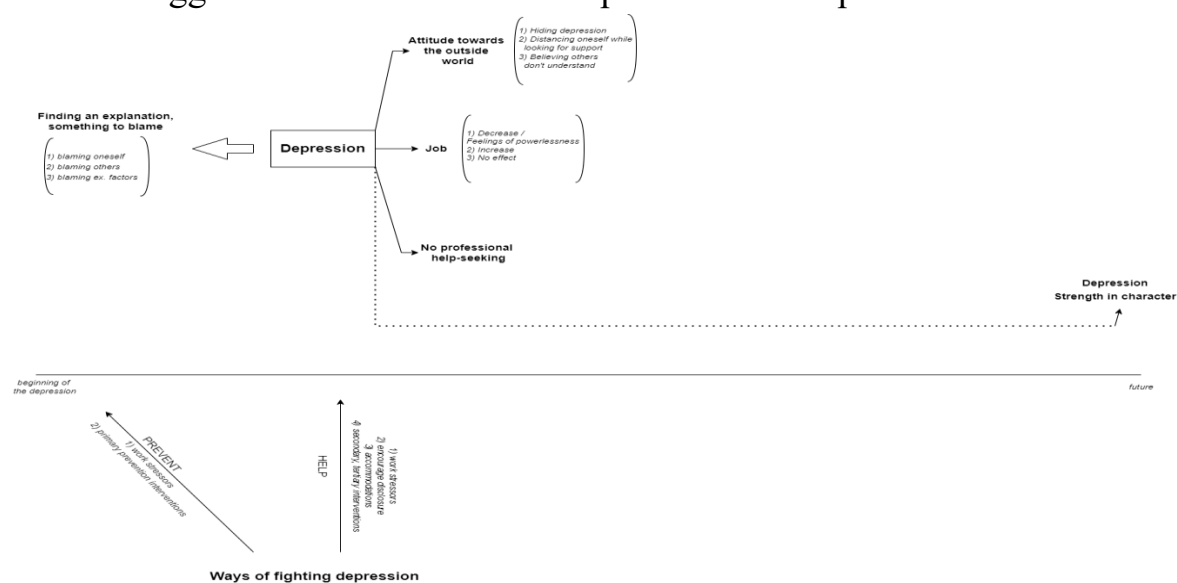 Attitude towards
the outside
world
1) Hiding depression
2) Distancing oneself while
looking for support
3) Believing others
don't understand
Finding an explanation,
something to blame
1) blaming oneself
2) blaming others
3) blaming ex. factors
Depression
Job
1) Decrease /
Feelings of powerlessness
2) Increase
3) No effect
No professional
help-seeking
Depression
Strength in character
beginning of
the depression
future
PREVENT
1) work stressors
2) primary prevention interventions
HELP
1) work stressors
2) encourage disclosure
3) accommodations
4) secondary, tertiary interventions
Ways of fighting depression